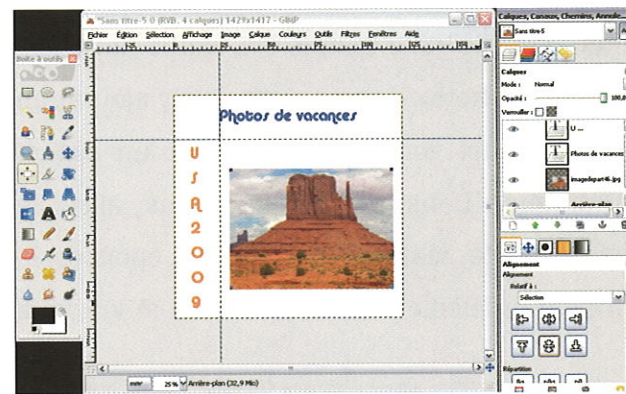 *Sans titre-5.0 (RVB, 4 calques) 1429x1417 - GIMP
Fichier Édition Sélection Affichage Image Calque Couleurs Outils Filtres Fenêtres Aide
Boîte à outils
Photos de vacances
U
S
A
2
0
0
9
mm
25 %
Arrière-plan (32,9 Mio)
Calques, Canaux, Chemins, Annule...
Sans titre-5
Calques
Mode : Normal
Opacité : 100,0
Verrouiller :
U ...
Photos de vacances
imagedepart46.jpg
Arrière-plan
Alignement
Alignement
Relatif à :
Sélection
Répartition